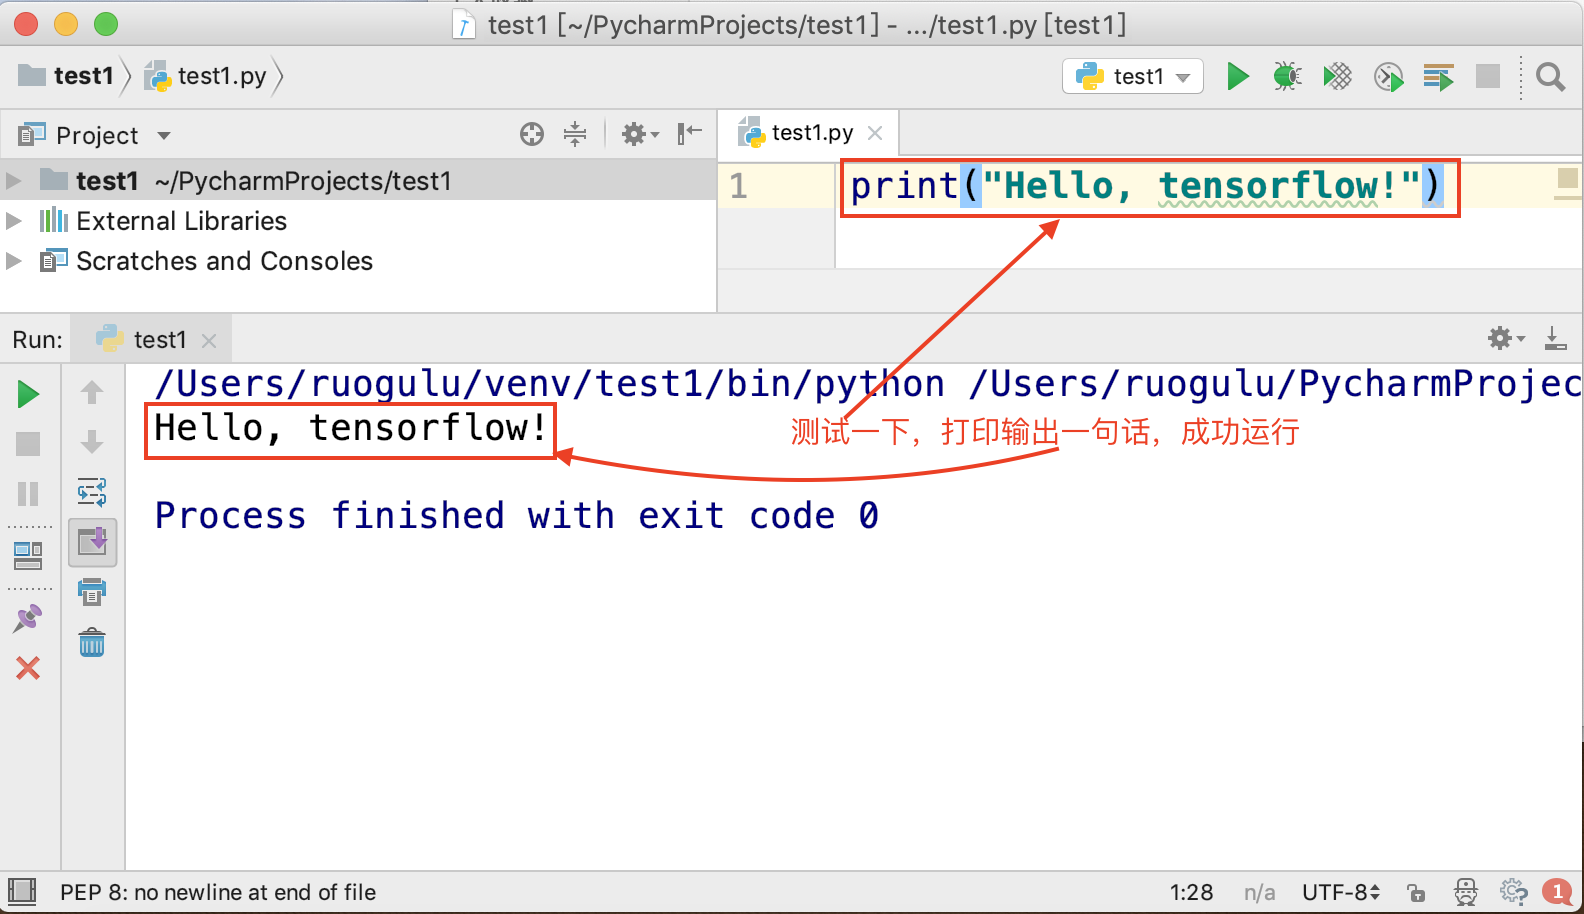 test1 [~/PycharmProjects/test1] - .../test1.py [test1]
test1 test1.py test1
Project
test1.py
test1 ~/PycharmProjects/test1
External Libraries
Scratches and Consoles
1 print("Hello, tensorflow!")
Run: test1
/Users/ruogulu/venv/test1/bin/python /Users/ruogulu/PycharmProjec
Hello, tensorflow!
测试一下，打印输出一句话，成功运行
Process finished with exit code 0
PEP 8: no newline at end of file 1:28 n/a UTF-8 1